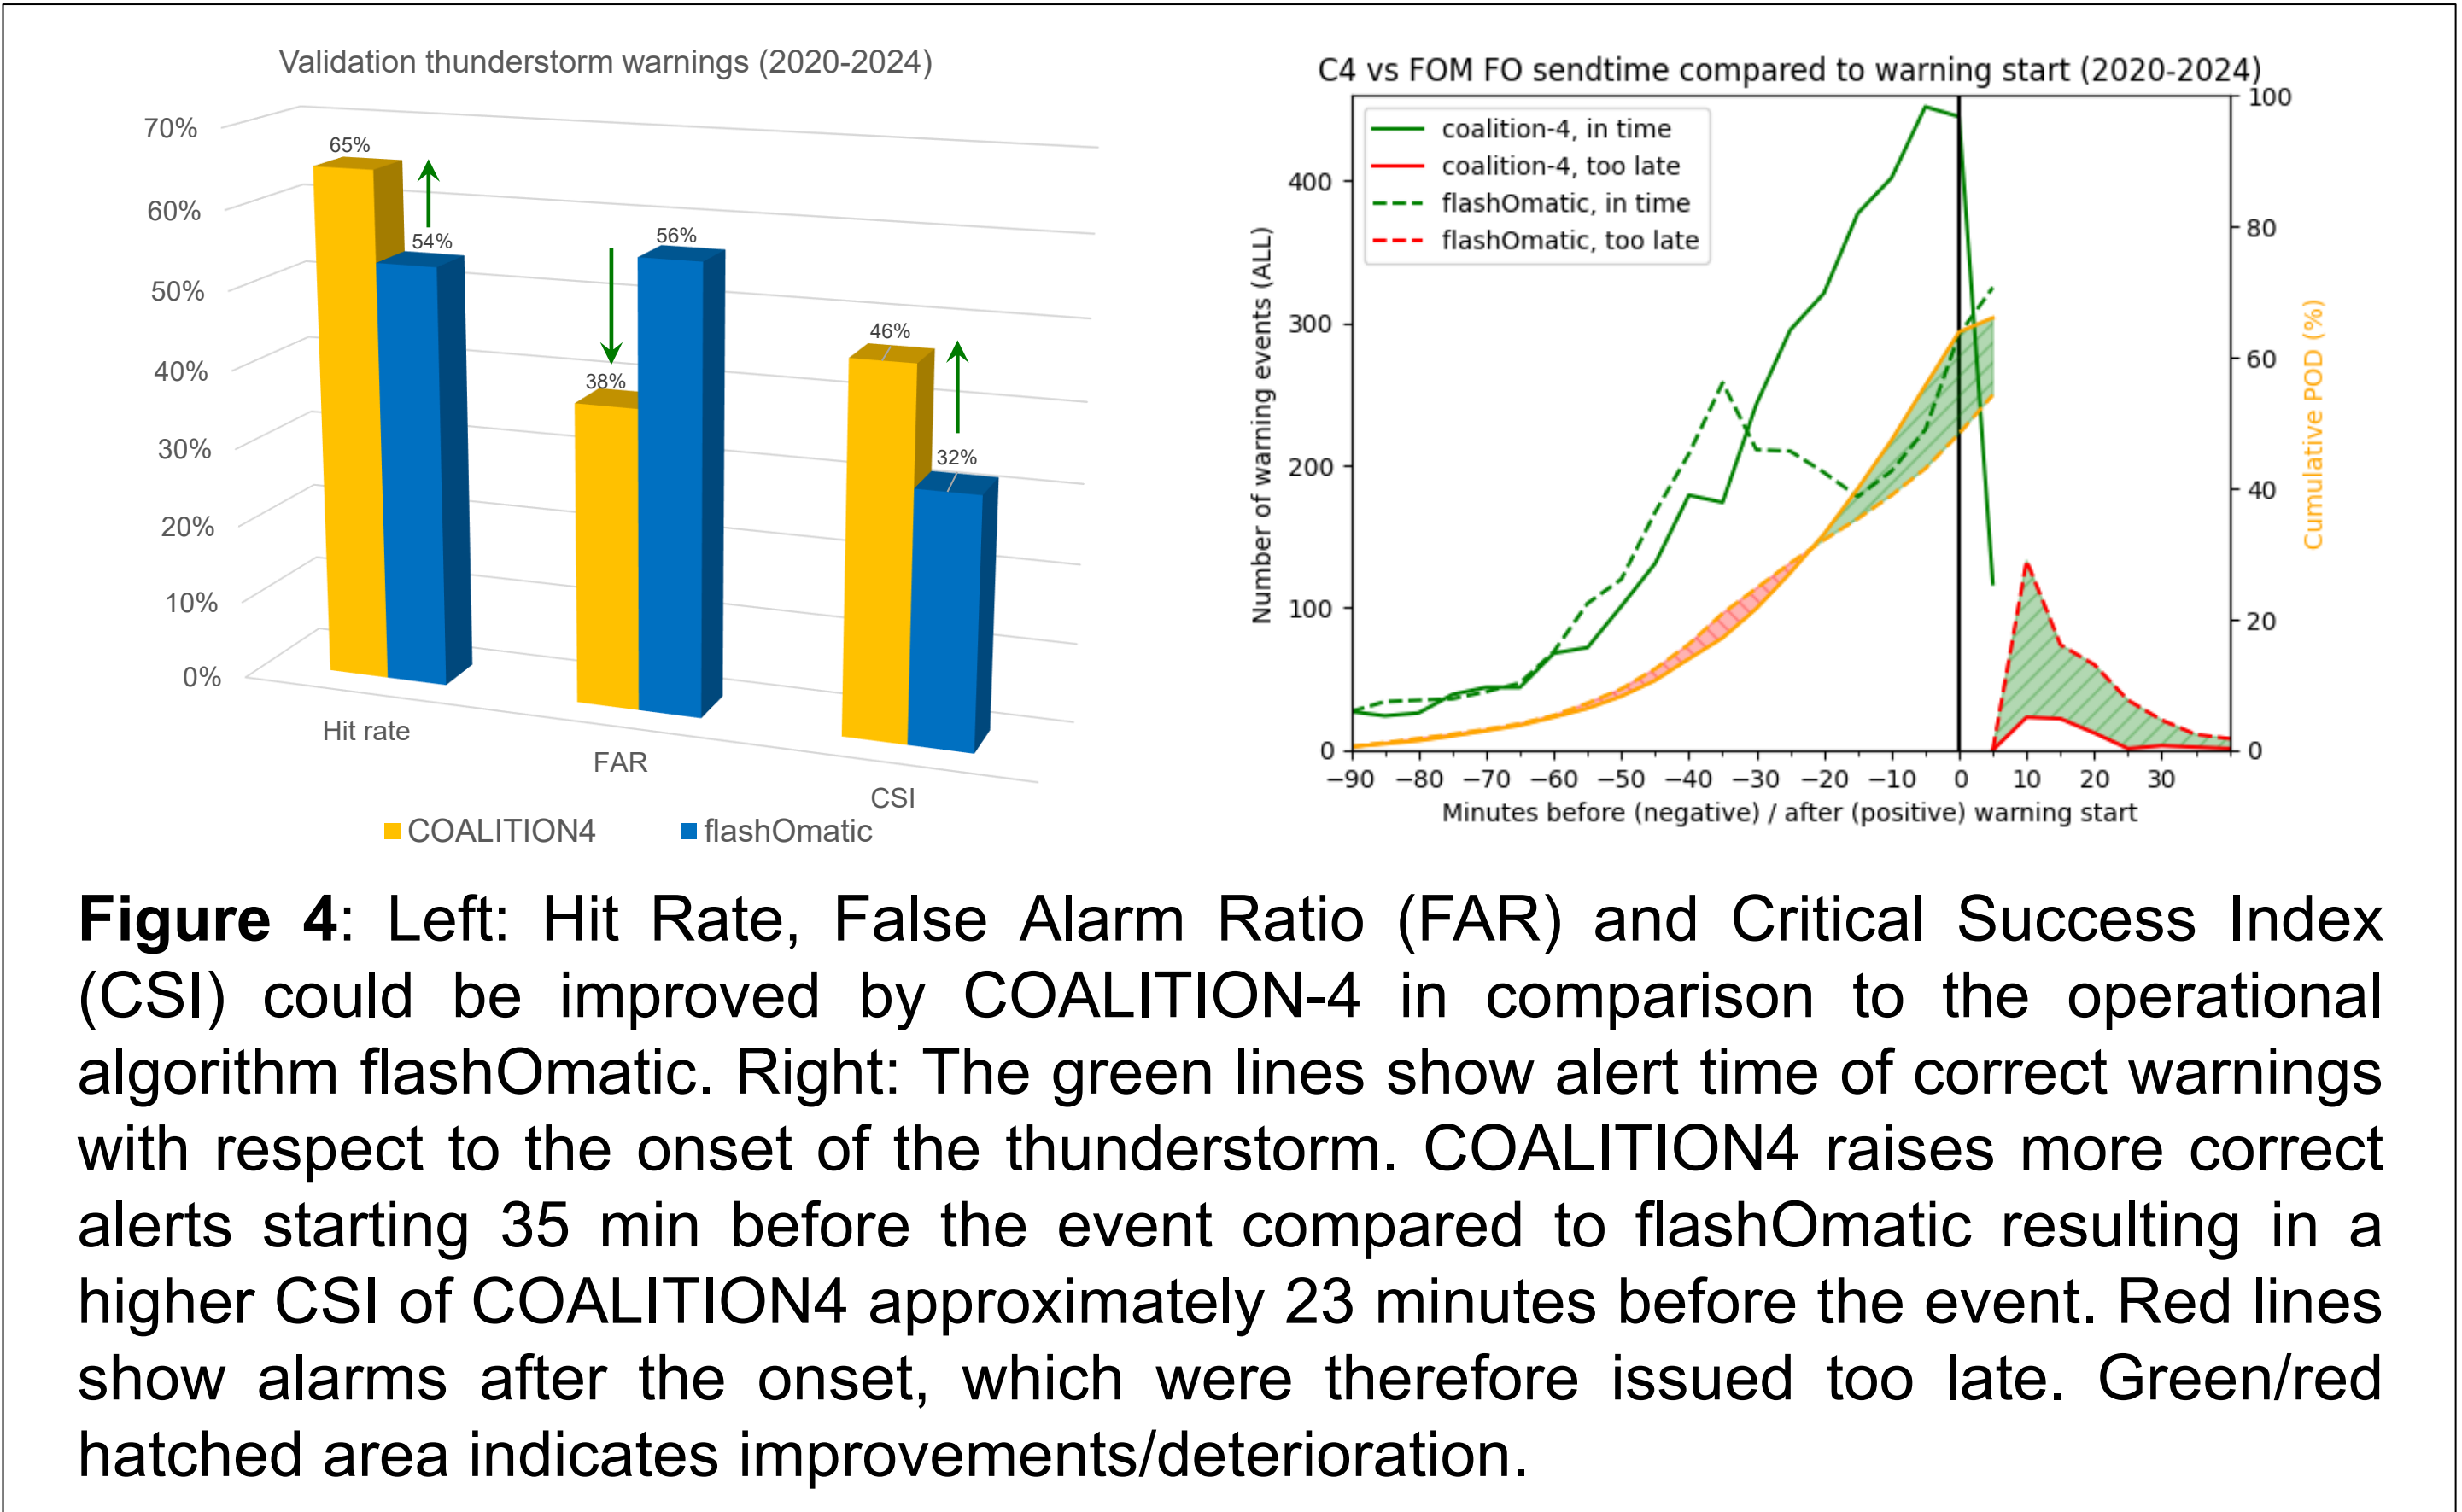 Validation thunderstorm warnings (2020-2024)
70%
60%
50%
40%
30%
20%
10%
0%
65%
54%
38%
56%
46%
32%
Hit rate
FAR
CSI
COALITION4
flashOmatic
C4 vs FOM FO sendtime compared to warning start (2020-2024)
coalition-4, in time
coalition-4, too late
flashOmatic, in time
flashOmatic, too late
Number of warning events (ALL)
400
300
200
100
0
100
80
60
40
20
0
Cumulative POD (%)
−90 −80 −70 −60 −50 −40 −30 −20 −10 0 10 20 30
Minutes before (negative) / after (positive) warning start
Figure 4: Left: Hit Rate, False Alarm Ratio (FAR) and Critical Success Index
(CSI) could be improved by COALITION-4 in comparison to the operational
algorithm flashOmatic. Right: The green lines show alert time of correct warnings
with respect to the onset of the thunderstorm. COALITION4 raises more correct
alerts starting 35 min before the event compared to flashOmatic resulting in a
higher CSI of COALITION4 approximately 23 minutes before the event. Red lines
show alarms after the onset, which were therefore issued too late. Green/red
hatched area indicates improvements/deterioration.